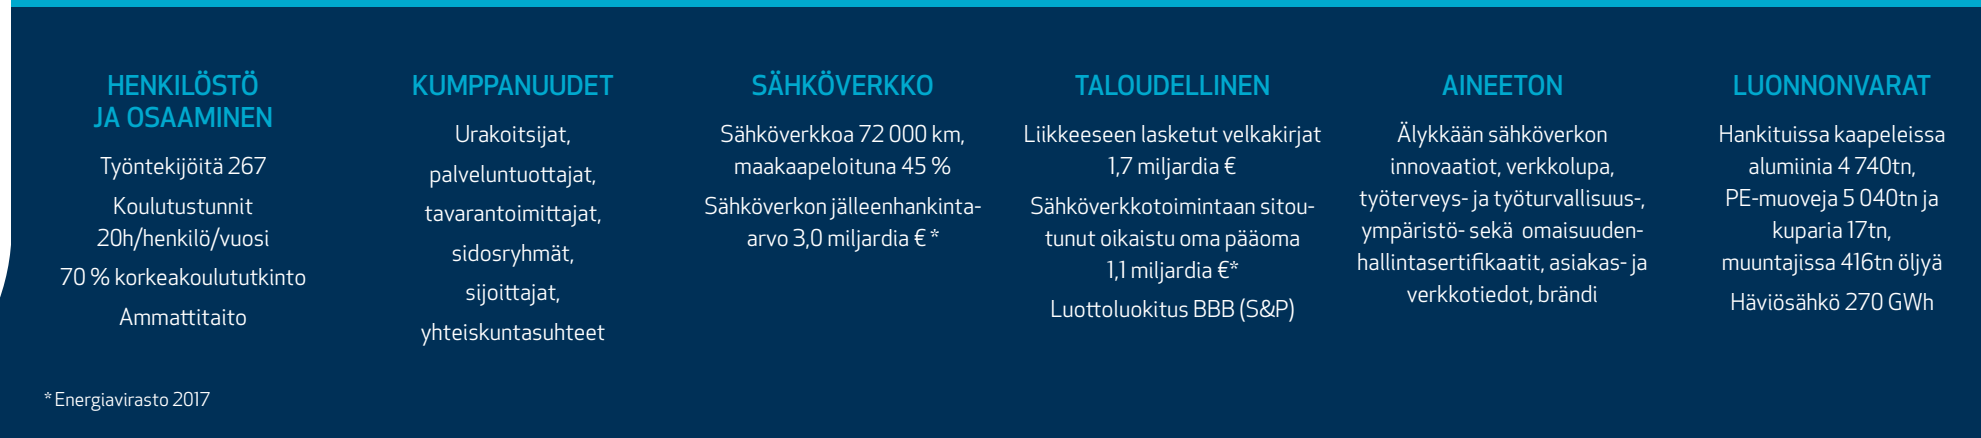 HENKILÖSTÖ
JA OSAAMINEN
Työntekijöitä 267
Koulutustunnit
20h/henkilö/vuosi
70 % korkeakoulututkinto
Ammattitaito
KUMPPANUUDET
Urakoitsijat,
palveluntuottajat,
tavarantoimittajat,
sidosryhmät,
sijoittajat,
yhteiskuntasuhteet
SÄHKÖVERKKO
Sähköverkkoa 72 000 km,
maakaapeloituna 45 %
Sähköverkon jälleenhankinta-
arvo 3,0 miljardia € *
TALOUDELLINEN
Liikkeeseen lasketut velkakirjat
1,7 miljardia €
Sähköverkkotoimintaan sitou-
tunut oikaistu oma pääoma
1,1 miljardia €*
Luottoluokitus BBB (S&P)
AINEETON
Älykkään sähköverkon
innovaatiot, verkkolupa,
työterveys- ja työturvallisuus-,
ympäristö- sekä omaisuuden-
hallintasertifikaatit, asiakas- ja
verkkotiedot, brändi
LUONNONVARAT
Hankituissa kaapeleissa
alumiinia 4 740tn,
PE-muoveja 5 040tn ja
kuparia 17tn,
muuntajissa 416tn öljyä
Häviösähkö 270 GWh
* Energiavirasto 2017